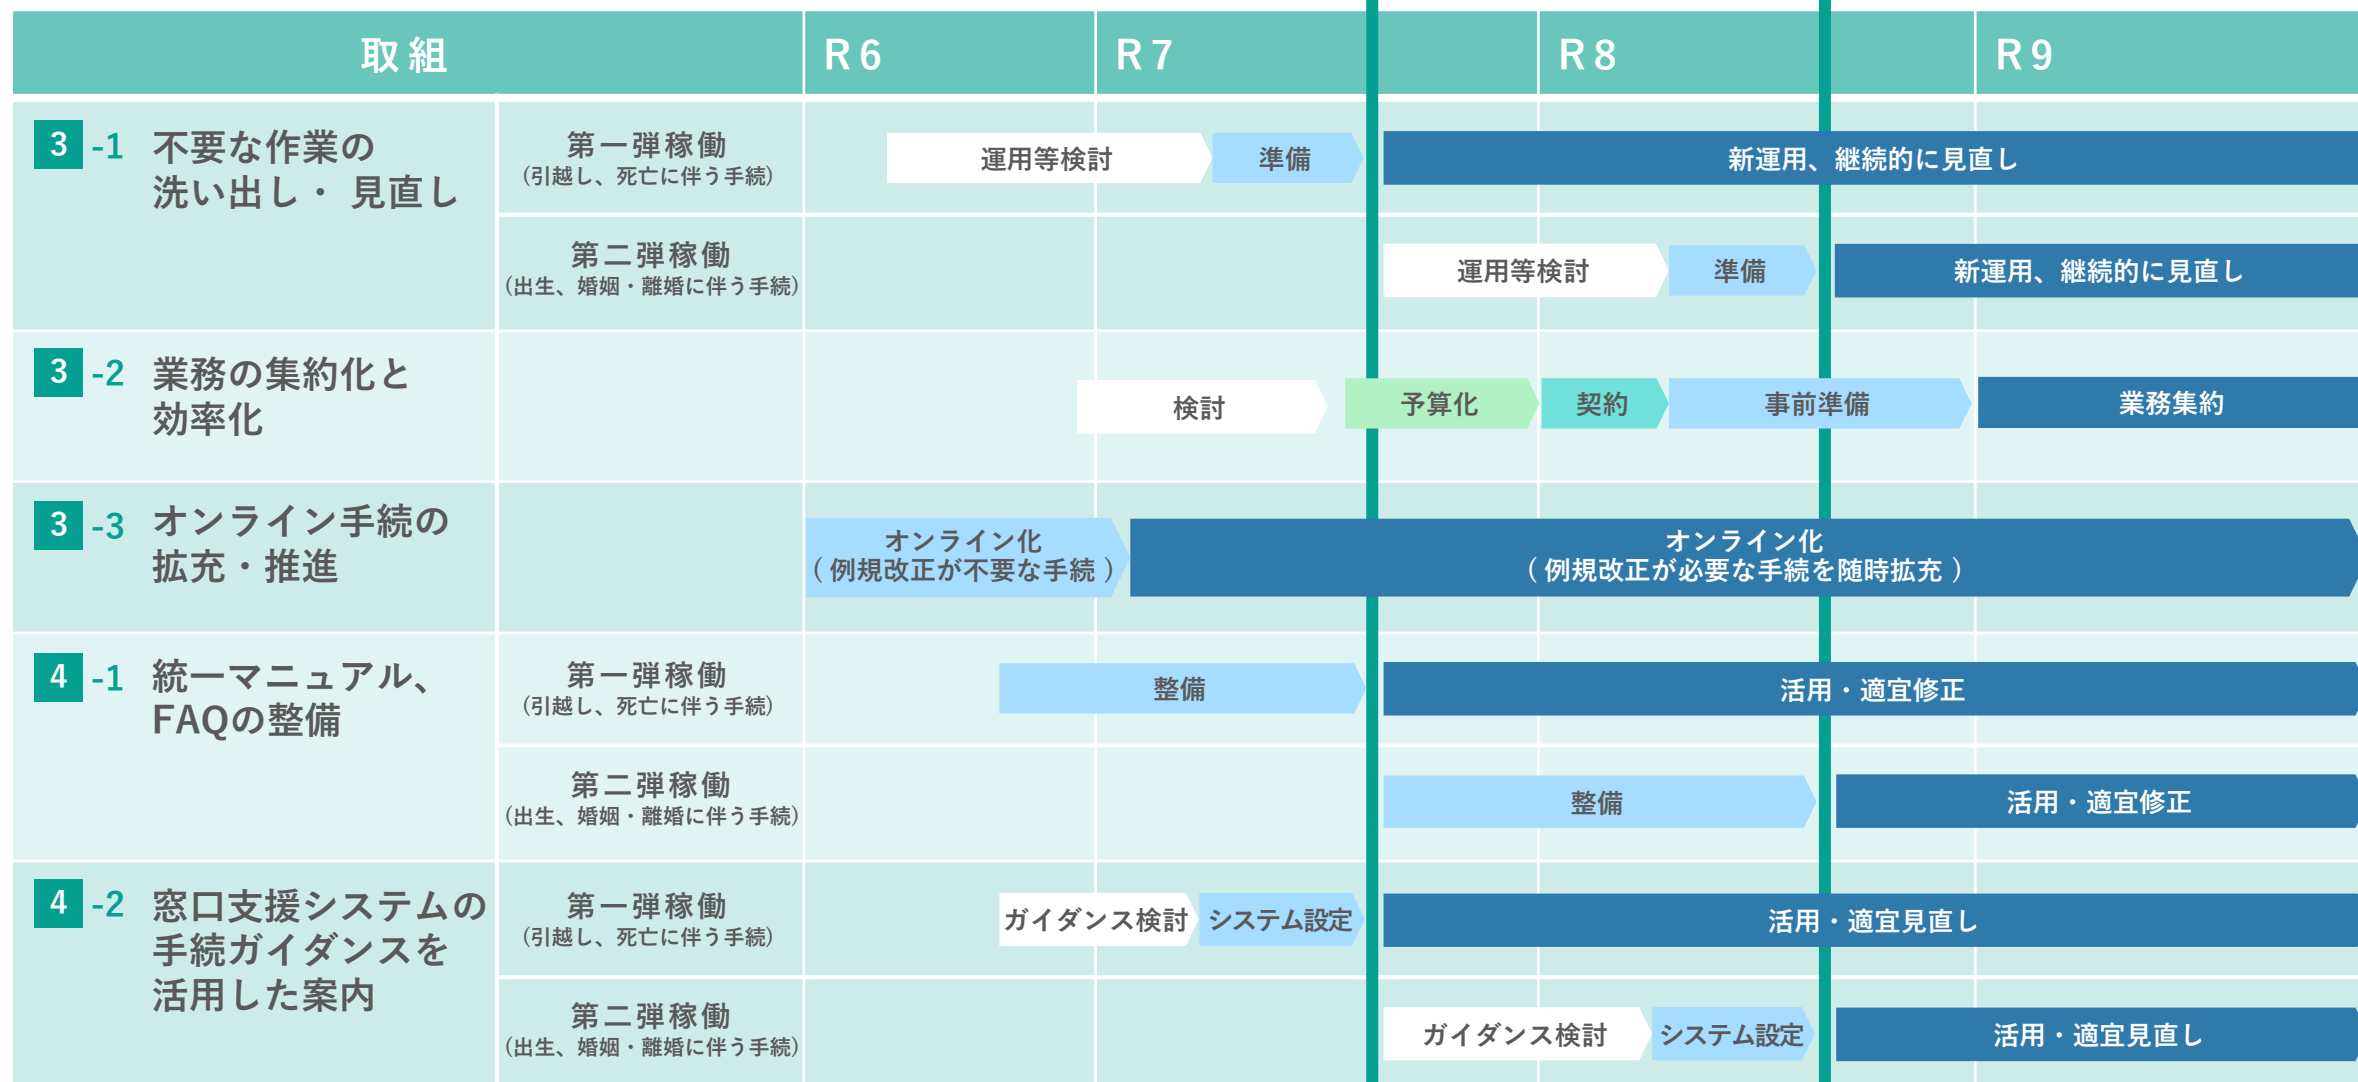 取組 R6 R7 R8 R9
3 -1 不要な作業の
洗い出し・ 見直し
第一弾稼働
(引越し、死亡に伴う手続)
運用等検討
準備
新運用、継続的に見直し
第二弾稼働
(出生、婚姻・離婚に伴う手続)
運用等検討
準備
新運用、継続的に見直し
3 -2 業務の集約化と
効率化
検討
予算化
契約
事前準備
業務集約
3 -3 オンライン手続の
拡充・推進
オンライン化
( 例規改正が不要な手続 )
オンライン化
( 例規改正が必要な手続を随時拡充 )
4 -1 統一マニュアル、
FAQの整備
第一弾稼働
(引越し、死亡に伴う手続)
整備
活用・適宜修正
第二弾稼働
(出生、婚姻・離婚に伴う手続)
整備
活用・適宜修正
4 -2 窓口支援システムの
手続ガイダンスを
活用した案内
第一弾稼働
(引越し、死亡に伴う手続)
ガイダンス検討
システム設定
活用・適宜見直し
第二弾稼働
(出生、婚姻・離婚に伴う手続)
ガイダンス検討
システム設定
活用・適宜見直し